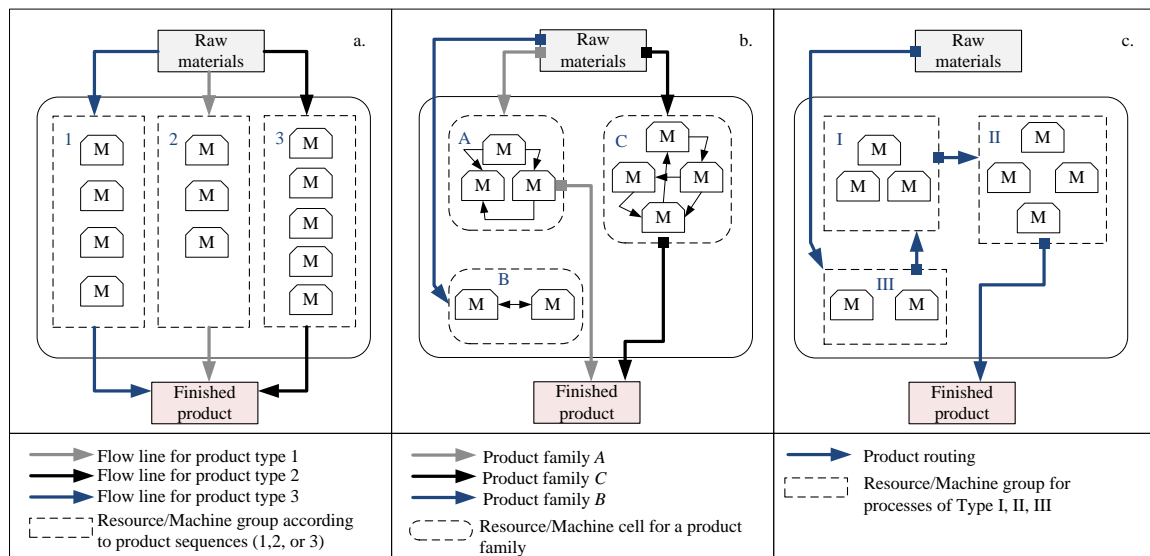 a.
Raw
materials
1
2
3
M
M
M
M
M
M
M
M
M
M
M
M
Finished
product
Flow line for product type 1
Flow line for product type 2
Flow line for product type 3
Resource/Machine group according
to product sequences (1,2, or 3)
b.
Raw
materials
A
M
M
M
C
M
M
M
M
B
M
M
Finished
product
Product family A
Product family C
Product family B
Resource/Machine cell for a product
family
c.
Raw
materials
I
M
M
M
II
M
M
M
M
III
M
M
Finished
product
Product routing
Resource/Machine group for
processes of Type I, II, III